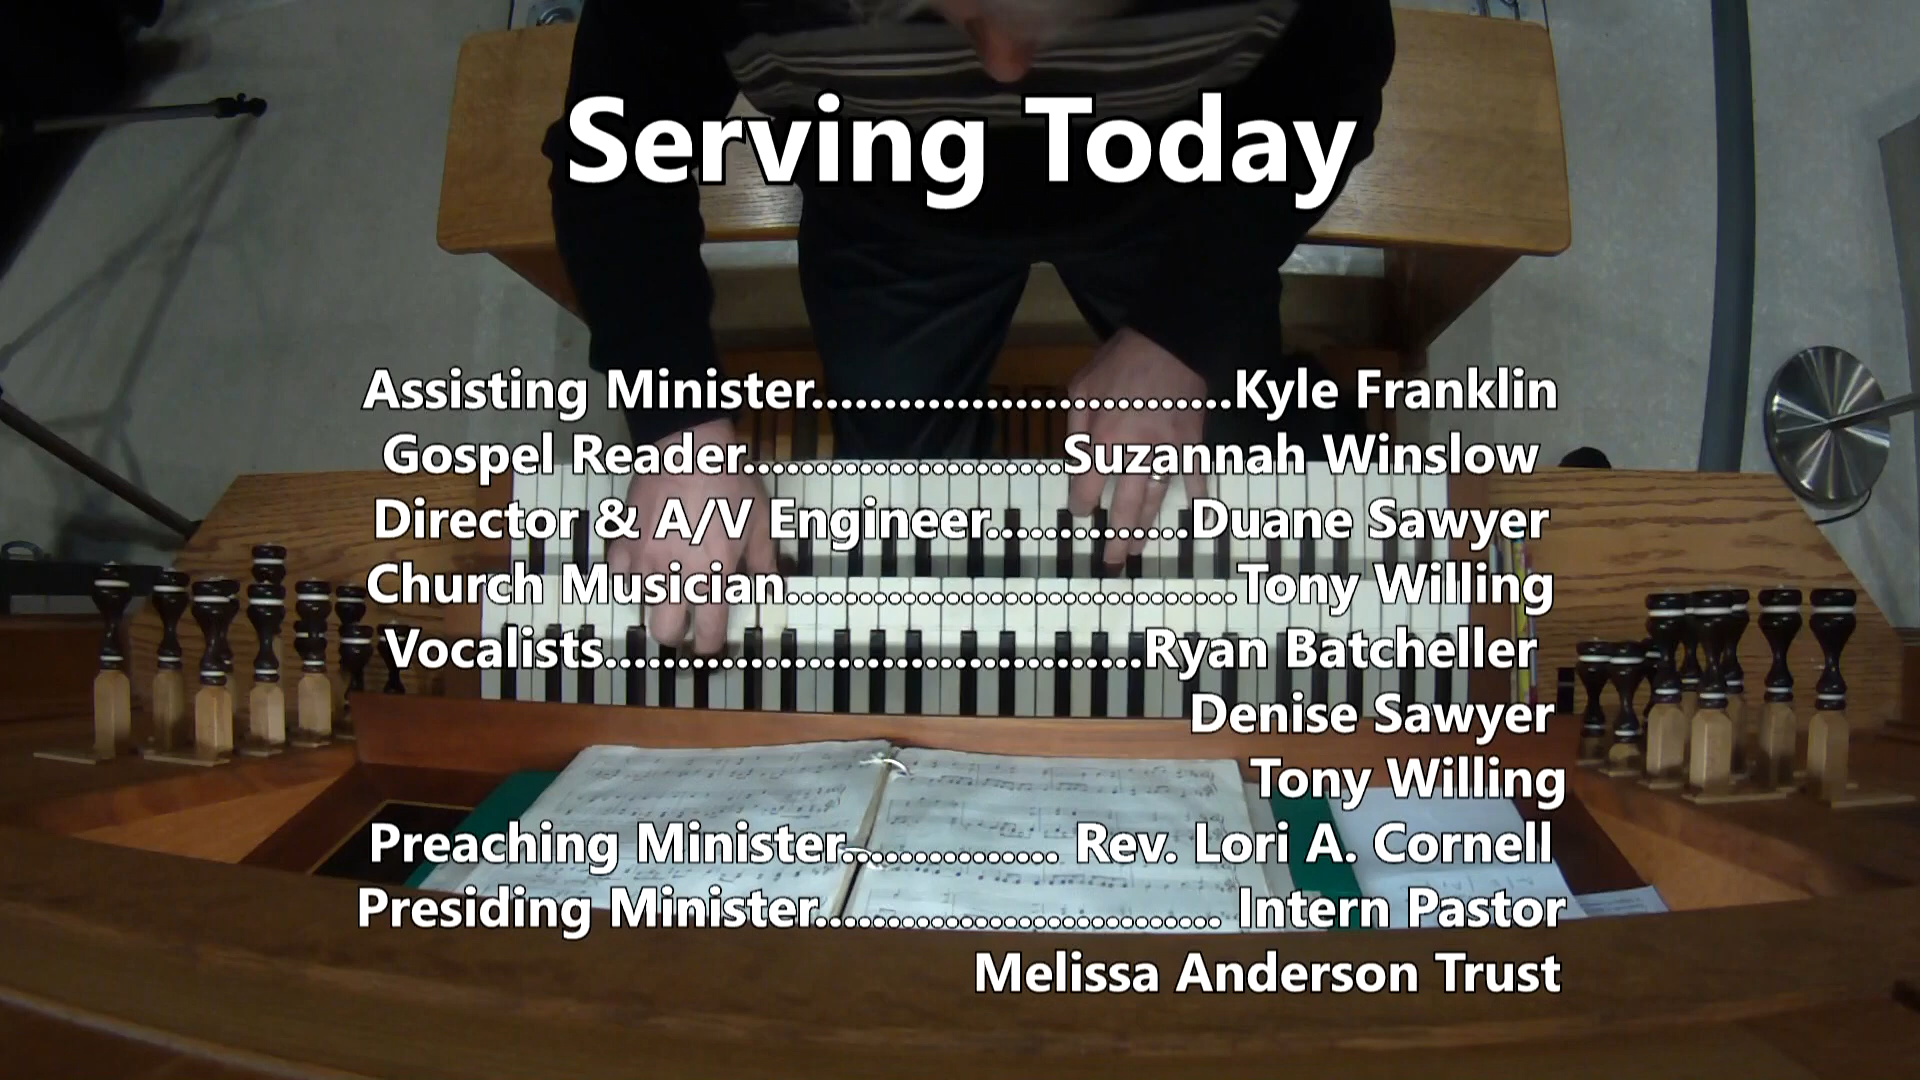 Serving Today
Assisting Minister.............................Kyle Franklin
Gospel Reader......................Suzannah Winslow
Director & A/V Engineer..............Duane Sawyer
Church Musician...............................Tony Willing
Vocalists.....................................Ryan Batcheller
Denise Sawyer
Tony Willing
Preaching Minister............... Rev. Lori A. Cornell
Presiding Minister............................ Intern Pastor
Melissa Anderson Trust